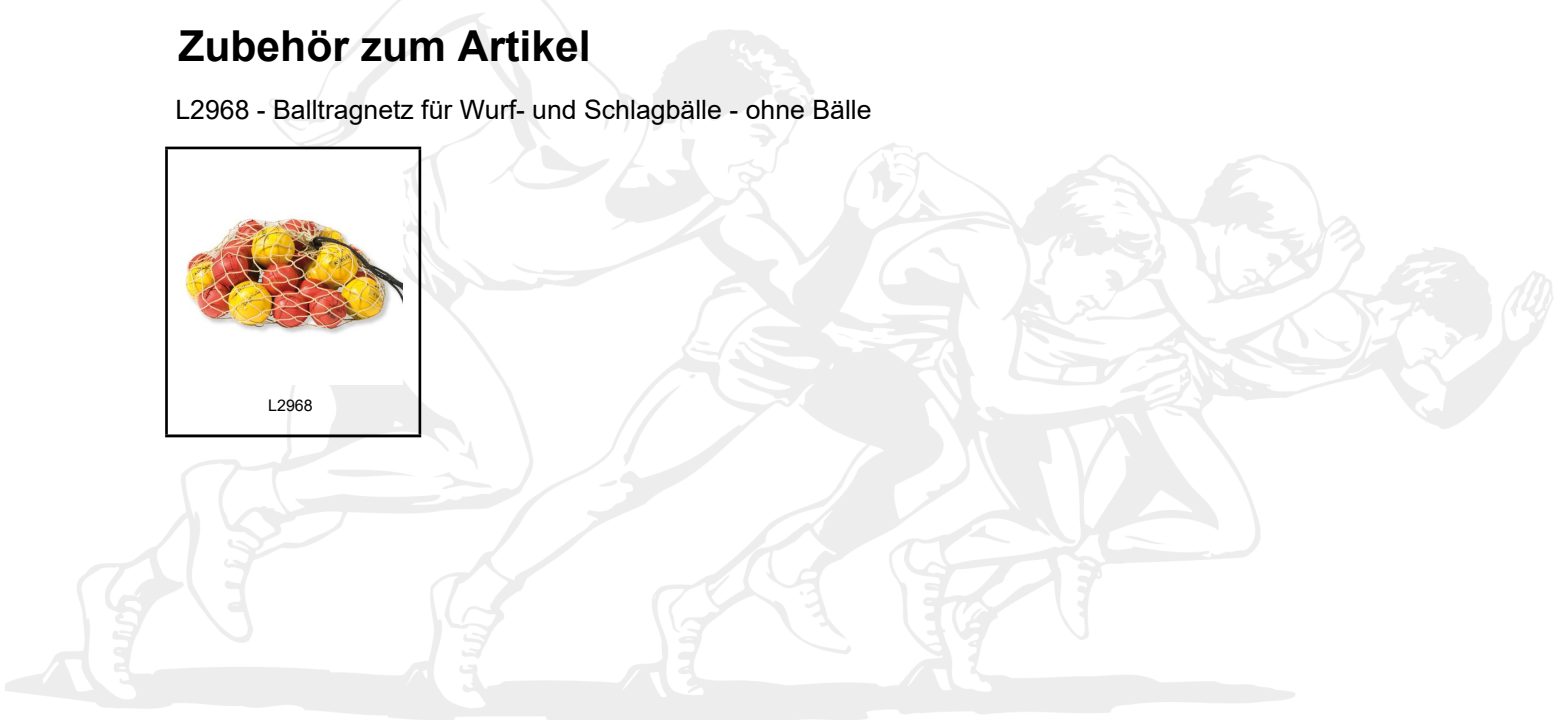 Zubehör zum Artikel
L2968 - Balltragnetz für Wurf- und Schlagbälle - ohne Bälle
L2968